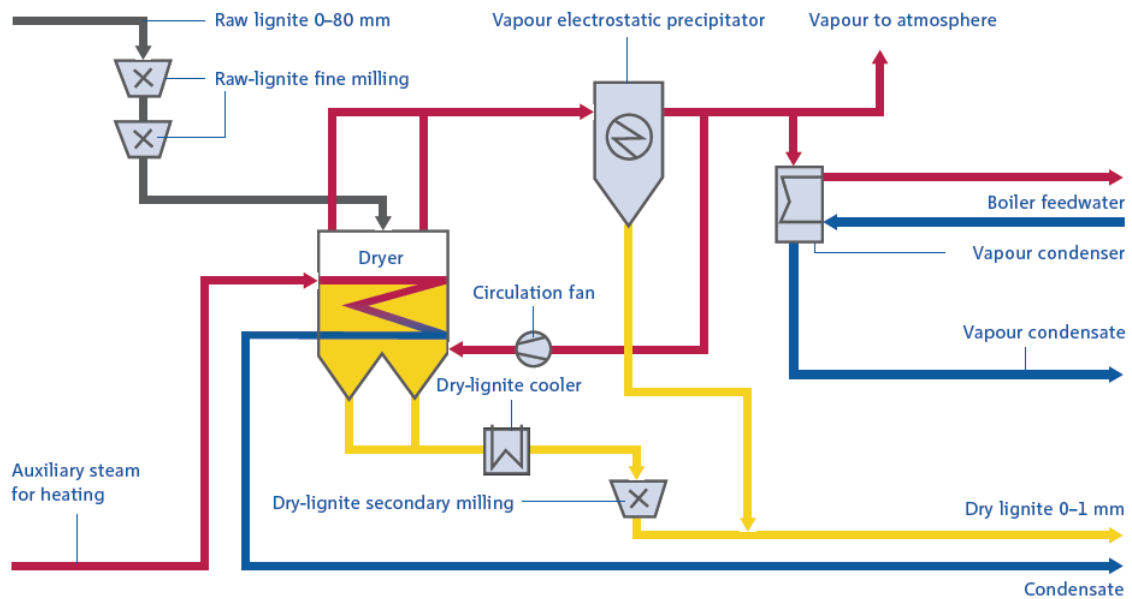 Raw lignite 0–80 mm
Vapour electrostatic precipitator
Vapour to atmosphere
Raw-lignite fine milling
Boiler feedwater
Dryer
Vapour condenser
Circulation fan
Vapour condensate
Dry-lignite cooler
Auxiliary steam
for heating
Dry-lignite secondary milling
Dry lignite 0–1 mm
Condensate